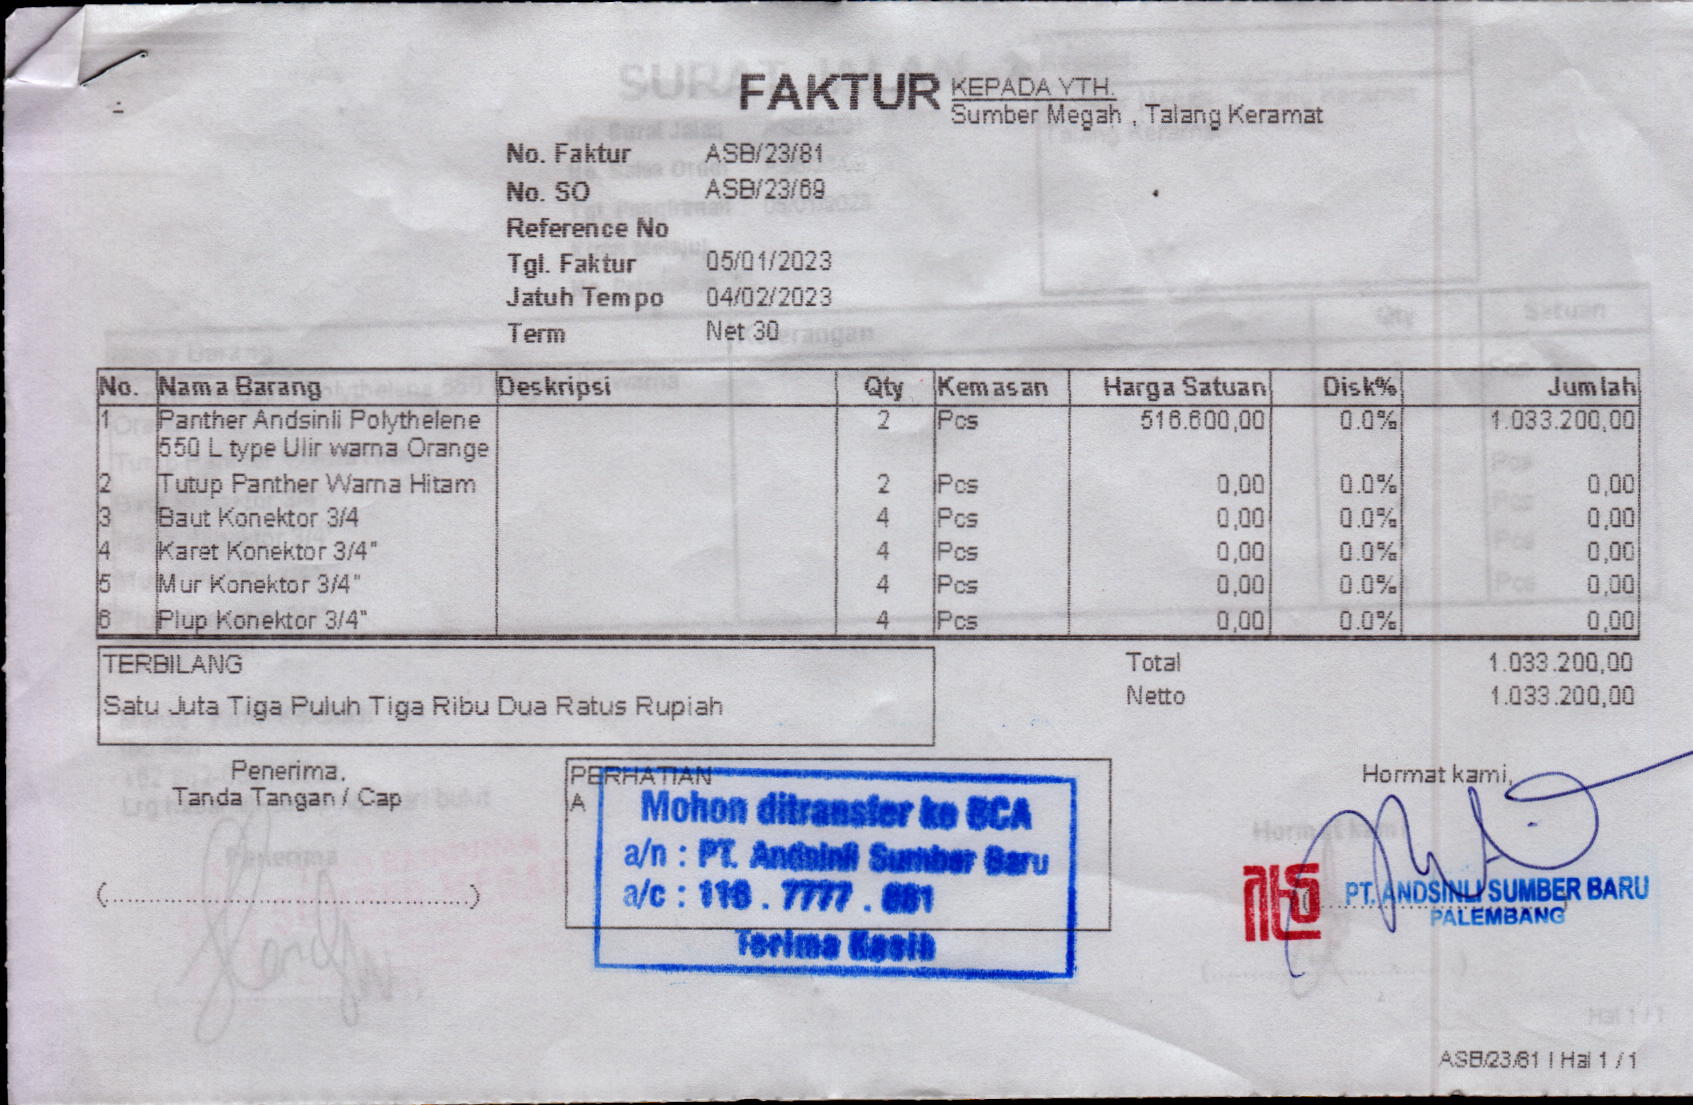 FAKTUR
KEPADA YTH.
Sumber Megah , Talang Keramat
No. Faktur ASB/23/81
No. SO ASB/23/69
Reference No
Tgl. Faktur 05/01/2023
Jatuh Tempo 04/02/2023
Term Net 30
No. Nama Barang Deskripsi Qty Kemasan Harga Satuan Disk% Jumlah
1 Panther Andsinli Polythelene 2 Pcs 516.600,00 0.0% 1.033.200,00
550 L type Ulir warna Orange
2 Tutup Panther Warna Hitam 2 Pcs 0,00 0.0% 0,00
3 Baut Konektor 3/4 4 Pcs 0,00 0.0% 0,00
4 Karet Konektor 3/4" 4 Pcs 0,00 0.0% 0,00
5 Mur Konektor 3/4" 4 Pcs 0,00 0.0% 0,00
6 Plup Konektor 3/4" 4 Pcs 0,00 0.0% 0,00
TERBILANG
Satu Juta Tiga Puluh Tiga Ribu Dua Ratus Rupiah
Total 1.033.200,00
Netto 1.033.200,00
Penerima,
Tanda Tangan / Cap
PERHATIAN
A
Mohon ditransfer ke BCA
a/n : PT. Andsinli Sumber Baru
a/c : 116 . 7777 . 881
Terima Kasih
Hormat kami,
PT. ANDSINLI SUMBER BARU
PALEMBANG
ASB/23/81 | Hal 1 / 1